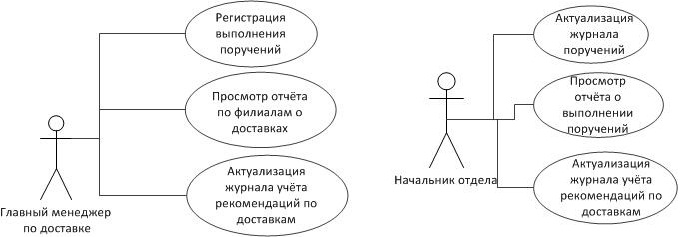 Регистрация
выполнения
поручений
Просмотр отчёта
по филиалам о
доставках
Актуализация
журнала учёта
рекомендаций по
доставкам
Главный менеджер
по доставке
Актуализация
журнала
поручений
Просмотр
отчёта о
выполнении
поручений
Актуализация
журнала учёта
рекомендаций по
доставкам
Начальник отдела